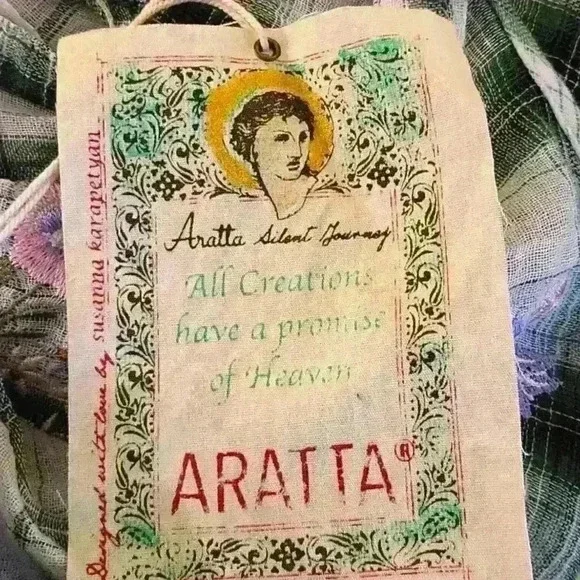 Aratta Silent Journey
All Creations
have a promise
of Heaven
ARATTA®
Designed with love by susanna karapetyan